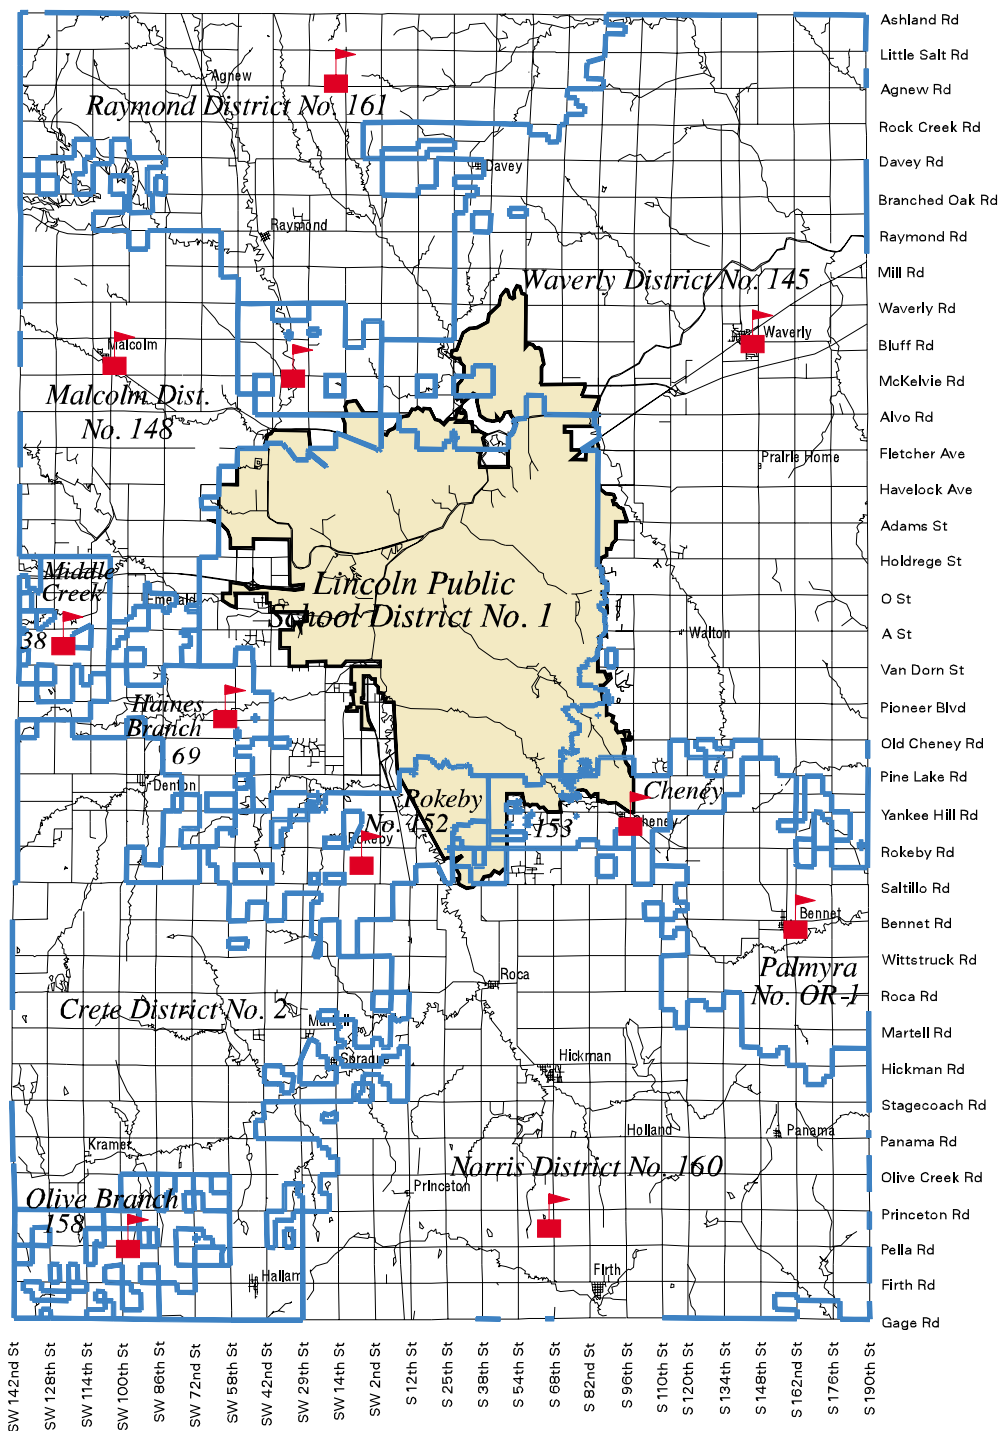 Ashland Rd
Little Salt Rd
Agnew Rd
Rock Creek Rd
Davey Rd
Branched Oak Rd
Raymond Rd
Mill Rd
Waverly Rd
Bluff Rd
McKelvie Rd
Alvo Rd
Fletcher Ave
Havelock Ave
Adams St
Holdrege St
O St
A St
Van Dorn St
Pioneer Blvd
Old Cheney Rd
Pine Lake Rd
Yankee Hill Rd
Rokeby Rd
Saltillo Rd
Bennet Rd
Wittstruck Rd
Roca Rd
Martell Rd
Hickman Rd
Stagecoach Rd
Panama Rd
Olive Creek Rd
Princeton Rd
Pella Rd
Firth Rd
Gage Rd
Agnew
Raymond District No. 161
Davey
Raymond
Waverly District No. 145
Waverly
Malcolm
Malcolm Dist.
No. 148
Prairie Home
Middle
Creek
38
Emerald
Lincoln Public
School District No. 1
Walton
Haines
Branch
69
Denton
Rokeby
No. 152
Rokeby
153
Cheney
Cheney
Bennet
Palmyra
No. OR-1
Roca
Crete District No. 2
Martell
Sprague
Hickman
Kramer
Holland
Panama
Norris District No. 160
Princeton
Olive Branch
158
Hallam
Firth
SW 142nd St
SW 128th St
SW 114th St
SW 100th St
SW 86th St
SW 72nd St
SW 58th St
SW 42nd St
SW 29th St
SW 14th St
SW 2nd St
S 12th St
S 25th St
S 38th St
S 54th St
S 68th St
S 82nd St
S 96th St
S 110th St
S 120th St
S 134th St
S 148th St
S 162nd St
S 176th St
S 190th St